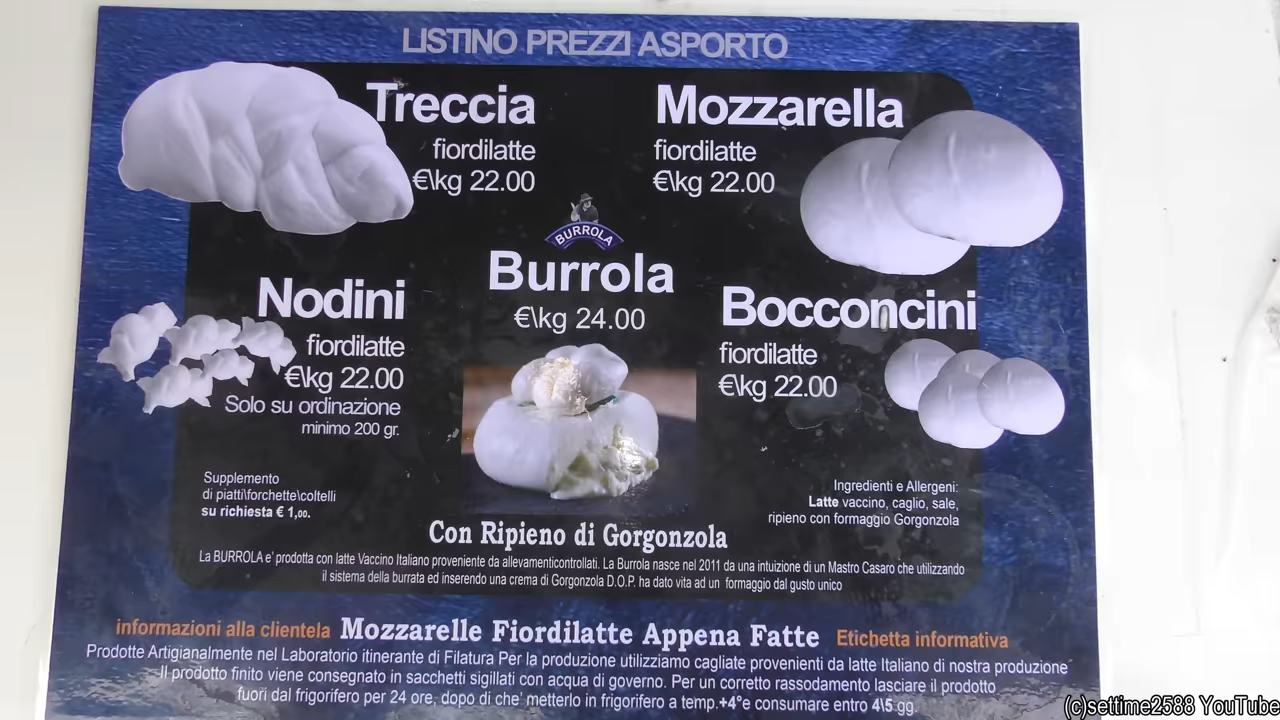 LISTINO PREZZI ASPORTO
Treccia
fiordilatte
€\kg 22.00
Mozzarella
fiordilatte
€\kg 22.00
BURROLA
Burrola
€\kg 24.00
Nodini
fiordilatte
€\kg 22.00
Solo su ordinazione
minimo 200 gr.
Bocconcini
fiordilatte
€\kg 22.00
Supplemento
di piatti\forchette\coltelli
su richiesta € 1,00.
Ingredienti e Allergeni:
Latte vaccino, caglio, sale,
ripieno con formaggio Gorgonzola
Con Ripieno di Gorgonzola
La BURROLA e' prodotta con latte Vaccino Italiano proveniente da allevamenticontrollati. La Burrola nasce nel 2011 da una intuizione di un Mastro Casaro che utilizzando
il sistema della burrata ed inserendo una crema di Gorgonzola D.O.P. ha dato vita ad un formaggio dal gusto unico
informazioni alla clientela Mozzarelle Fiordilatte Appena Fatte Etichetta informativa
Prodotte Artigianalmente nel Laboratorio itinerante di Filatura Per la produzione utilizziamo cagliate provenienti da latte Italiano di nostra produzione
Il prodotto finito viene consegnato in sacchetti sigillati con acqua di governo. Per un corretto rassodamento lasciare il prodotto
fuori dal frigorifero per 24 ore, dopo di che' metterlo in frigorifero a temp.+4°e consumare entro 4\5 gg.
(c)settime2588 YouTube